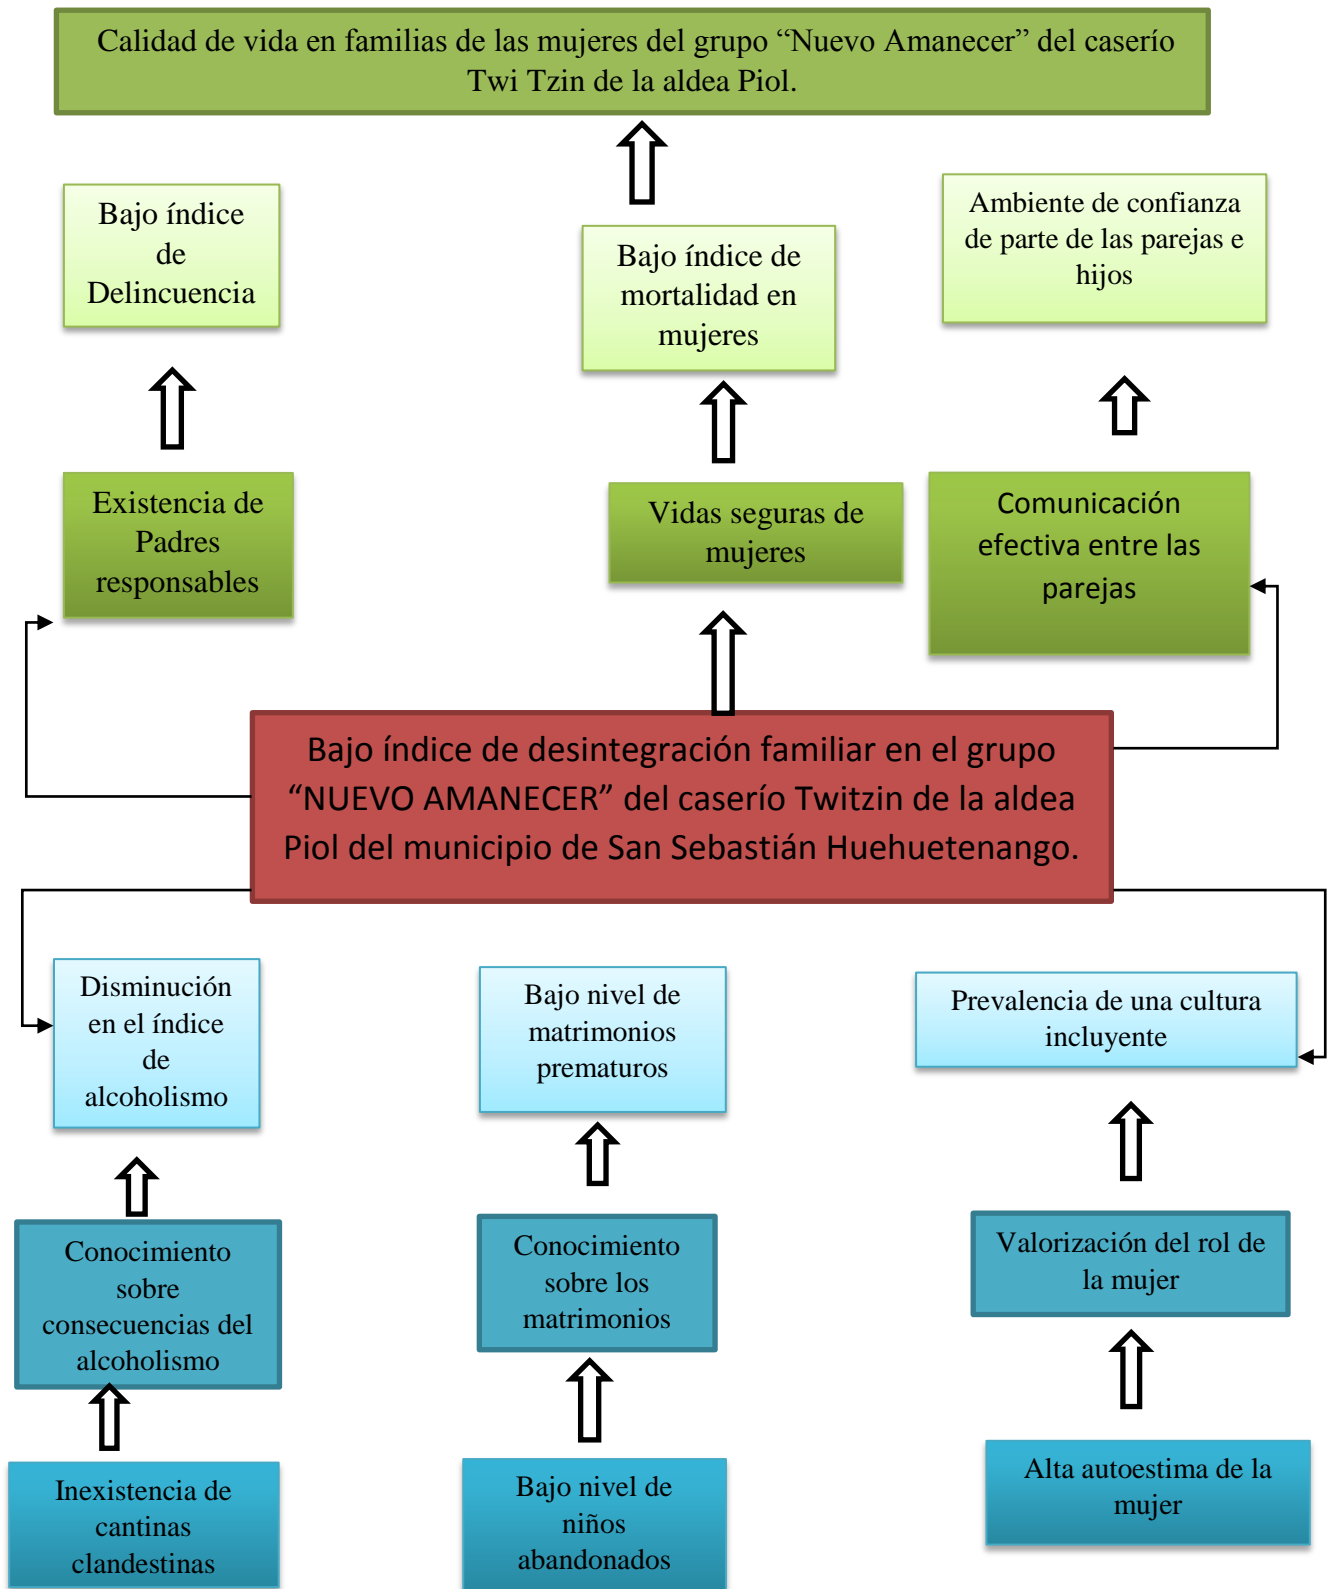 Calidad de vida en familias de las mujeres del grupo “Nuevo Amanecer” del caserío
Twi Tzin de la aldea Piol.
Bajo índice
de
Delincuencia
Bajo índice de
mortalidad en
mujeres
Ambiente de confianza
de parte de las parejas e
hijos
Existencia de
Padres
responsables
Vidas seguras de
mujeres
Comunicación
efectiva entre las
parejas
Bajo índice de desintegración familiar en el grupo
“NUEVO AMANECER” del caserío Twitzin de la aldea
Piol del municipio de San Sebastián Huehuetenango.
Disminución
en el índice
de
alcoholismo
Bajo nivel de
matrimonios
prematuros
Prevalencia de una cultura
incluyente
Conocimiento
sobre
consecuencias del
alcoholismo
Conocimiento
sobre los
matrimonios
Valorización del rol de
la mujer
Inexistencia de
cantinas
clandestinas
Bajo nivel de
niños
abandonados
Alta autoestima de la
mujer